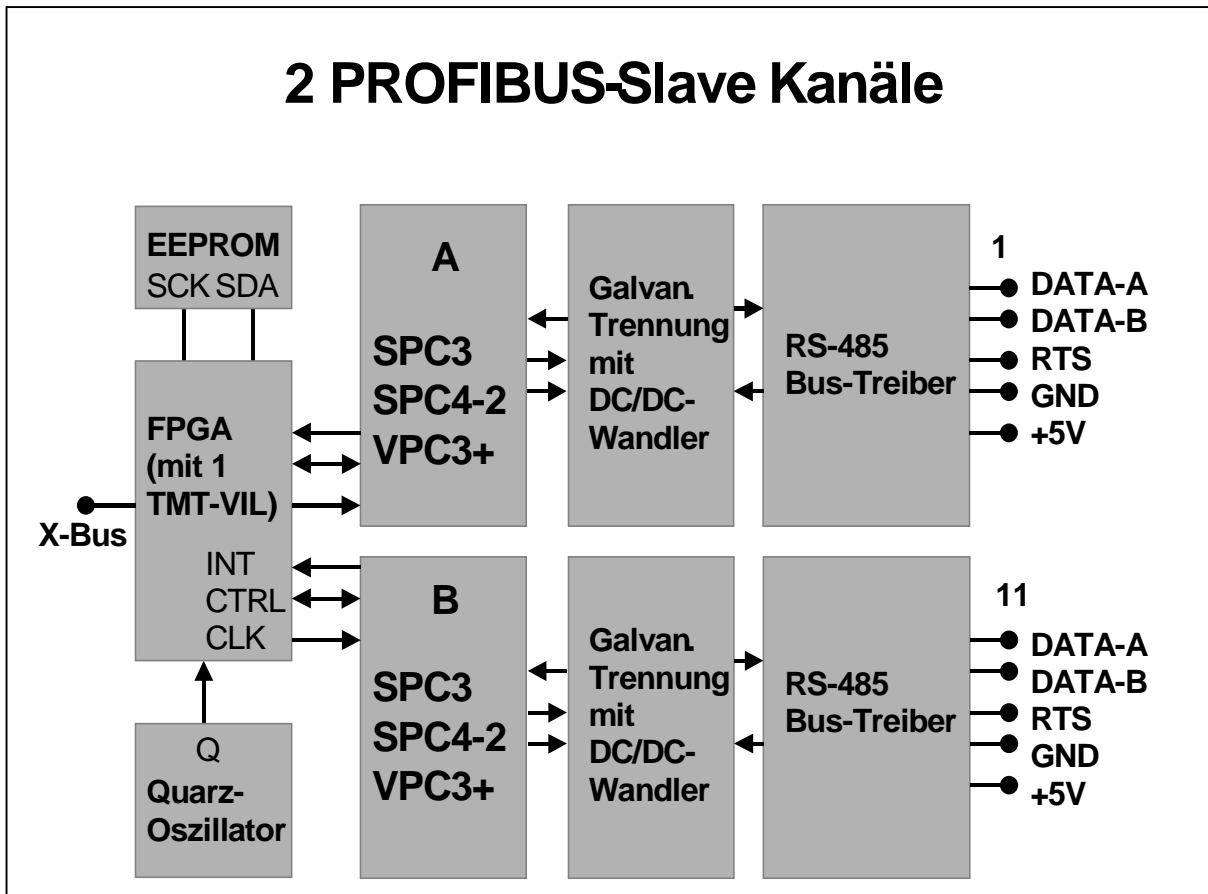 2 PROFIBUS-Slave Kanäle
EEPROM
SCK SDA
FPGA
(mit 1
TMT-VIL)
X-Bus
INT
CTRL
CLK
Q
Quarz-
Oszillator
A
SPC3
SPC4-2
VPC3+
Galvan.
Trennung
mit
DC/DC-
Wandler
RS-485
Bus-Treiber
1
DATA-A
DATA-B
RTS
GND
+5V
B
SPC3
SPC4-2
VPC3+
Galvan.
Trennung
mit
DC/DC-
Wandler
RS-485
Bus-Treiber
11
DATA-A
DATA-B
RTS
GND
+5V